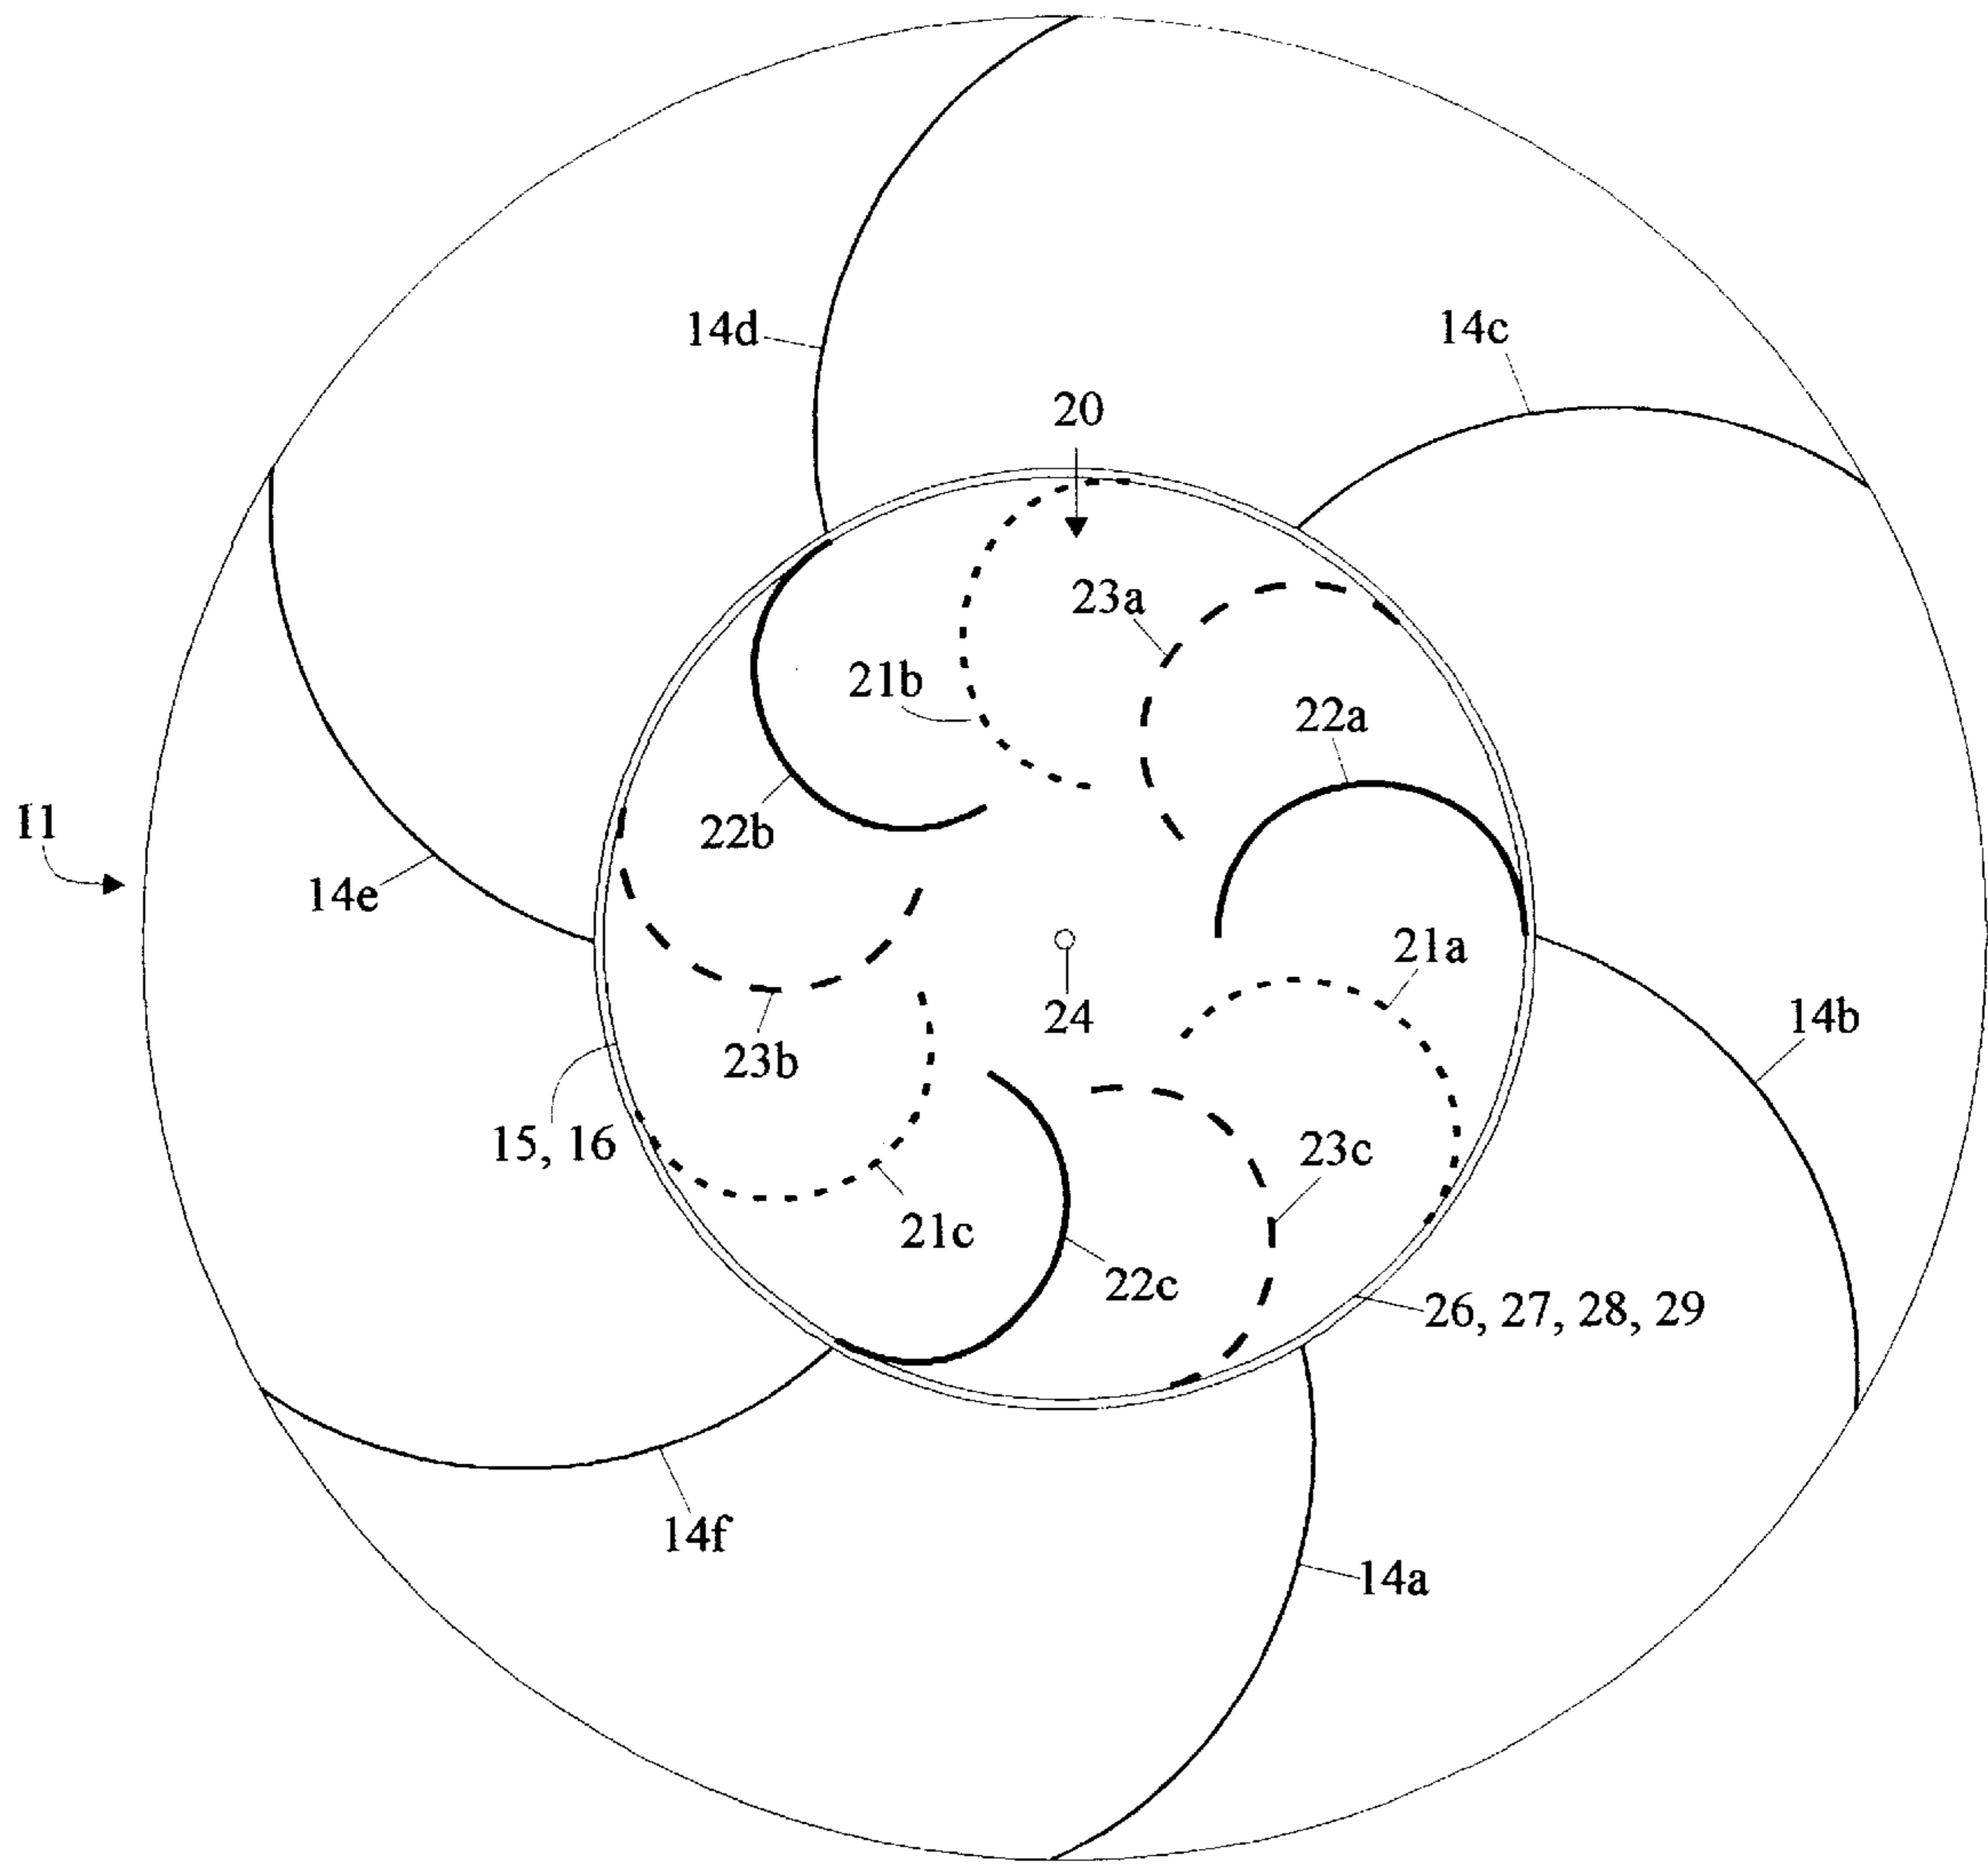 14d
14c
20
23a
21b
22a
11
22b
14e
21a
24
14b
23b
15, 16
23c
21c
22c
26, 27, 28, 29
14f
14a